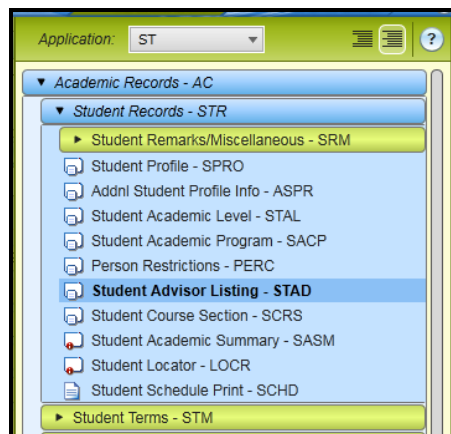 Application: ST ?
Academic Records - AC
Student Records - STR
Student Remarks/Miscellaneous - SRM
Student Profile - SPRO
Addnl Student Profile Info - ASPR
Student Academic Level - STAL
Student Academic Program - SACP
Person Restrictions - PERC
Student Advisor Listing - STAD
Student Course Section - SCRS
Student Academic Summary - SASM
Student Locator - LOCR
Student Schedule Print - SCHD
Student Terms - STM